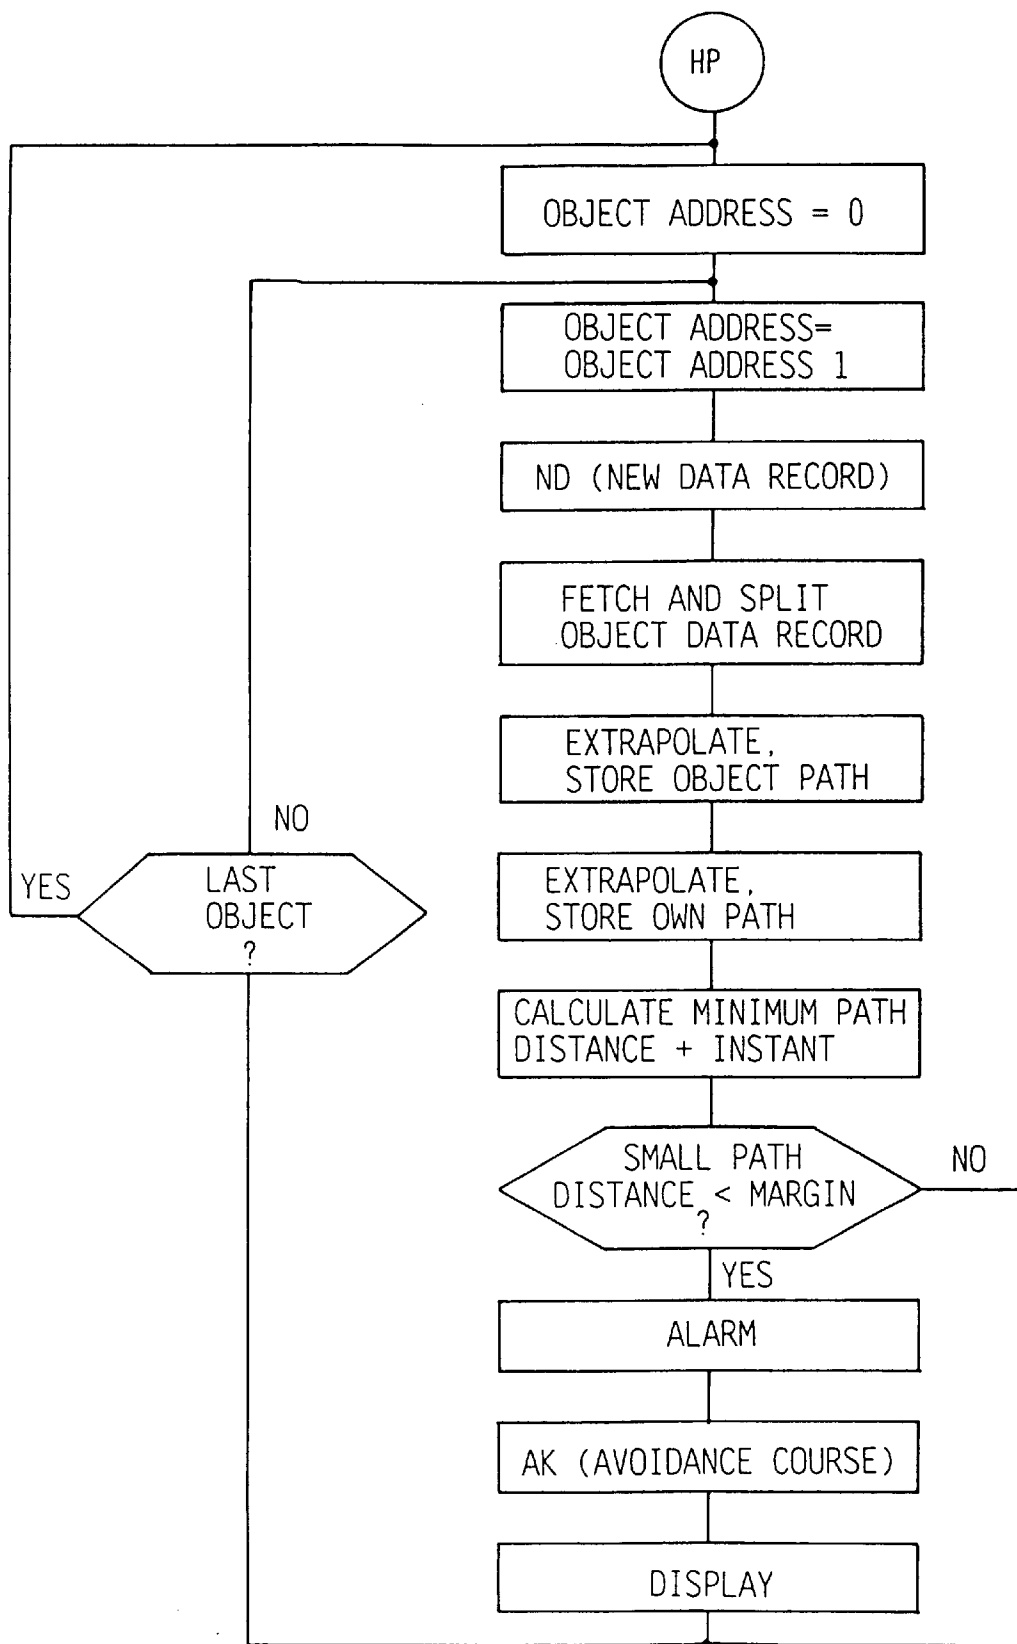 HP
OBJECT ADDRESS = 0
OBJECT ADDRESS=
OBJECT ADDRESS 1
ND (NEW DATA RECORD)
FETCH AND SPLIT
OBJECT DATA RECORD
EXTRAPOLATE,
STORE OBJECT PATH
NO
YES
LAST
OBJECT
?
EXTRAPOLATE,
STORE OWN PATH
CALCULATE MINIMUM PATH
DISTANCE + INSTANT
SMALL PATH
DISTANCE < MARGIN
?
NO
YES
ALARM
AK (AVOIDANCE COURSE)
DISPLAY